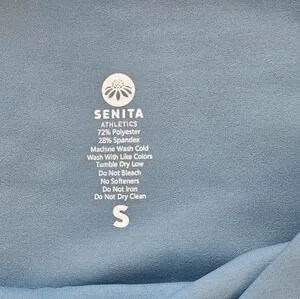 SENITA
ATHLETICS
72% Polyester
28% Spandex
Machine Wash Cold
Wash With Like Colors
Tumble Dry Low
Do Not Bleach
No Softeners
Do Not Iron
Do Not Dry Clean
S